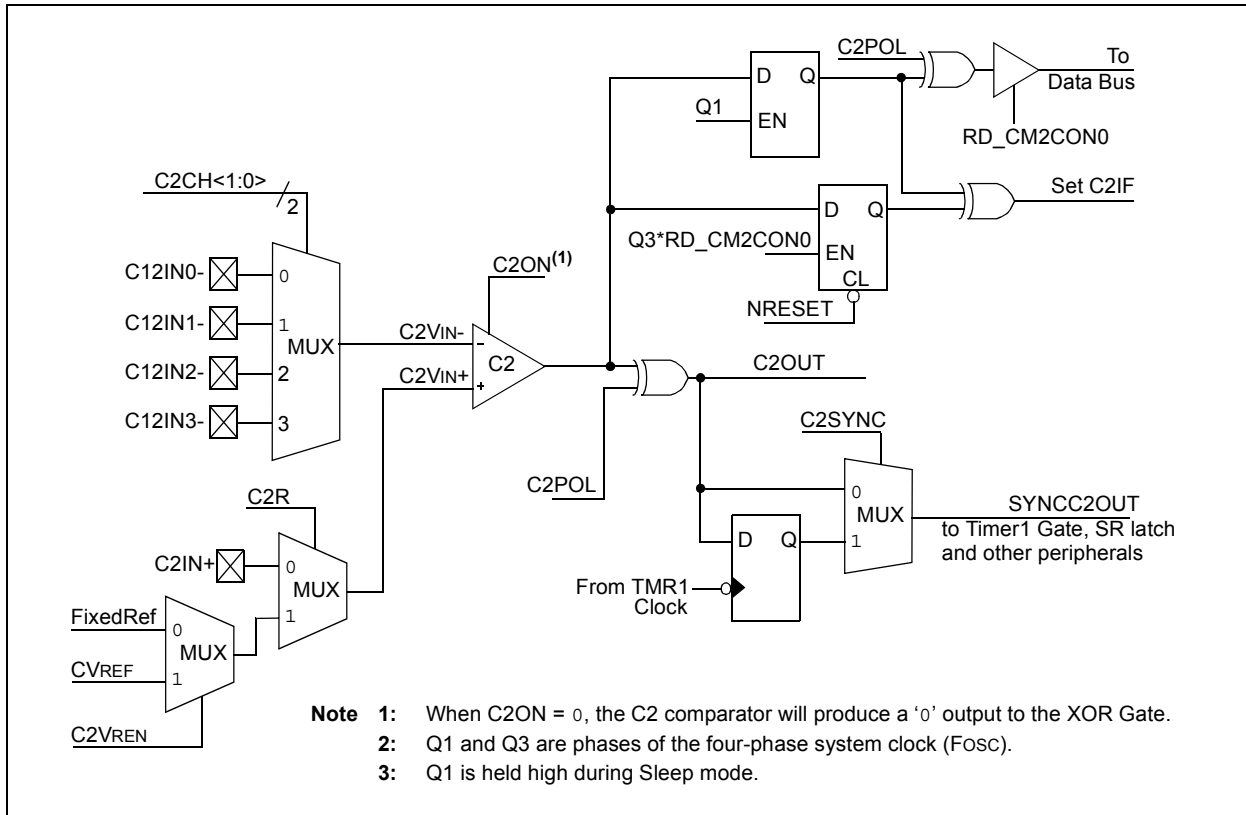 C2POL
To
Data Bus
D Q
Q1
EN
RD_CM2CON0
C2CH<1:0>
2
Set C2IF
D Q
Q3*RD_CM2CON0
EN
CL
NRESET
C2ON(1)
C12IN0-
0
C12IN1-
1
MUX
C2VIN-
-
C2
C12IN2-
2
C2VIN+
+
C12IN3-
3
C2OUT
C2SYNC
C2POL
C2R
0
MUX
SYNCC2OUT
to Timer1 Gate, SR latch
and other peripherals
D Q
1
C2IN+
0
MUX
1
From TMR1
Clock
FixedRef
0
MUX
CVREF
1
C2VREN
Note 1: When C2ON = 0, the C2 comparator will produce a ‘0’ output to the XOR Gate.
2: Q1 and Q3 are phases of the four-phase system clock (FOSC).
3: Q1 is held high during Sleep mode.